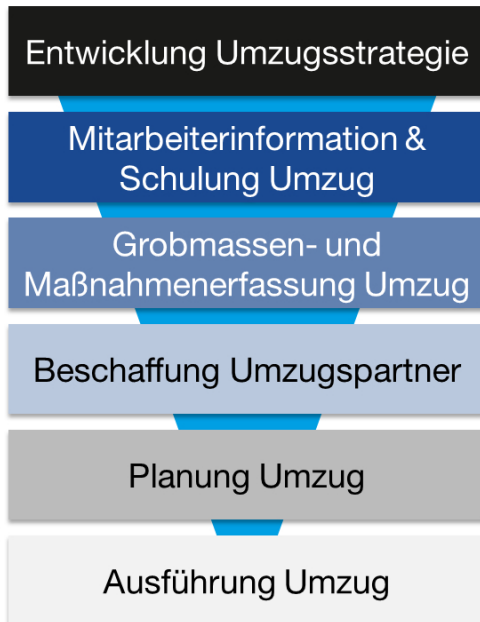 Entwicklung Umzugsstrategie
Mitarbeiterinformation &
Schulung Umzug
Grobmassen- und
Maßnahmenerfassung Umzug
Beschaffung Umzugspartner
Planung Umzug
Ausführung Umzug